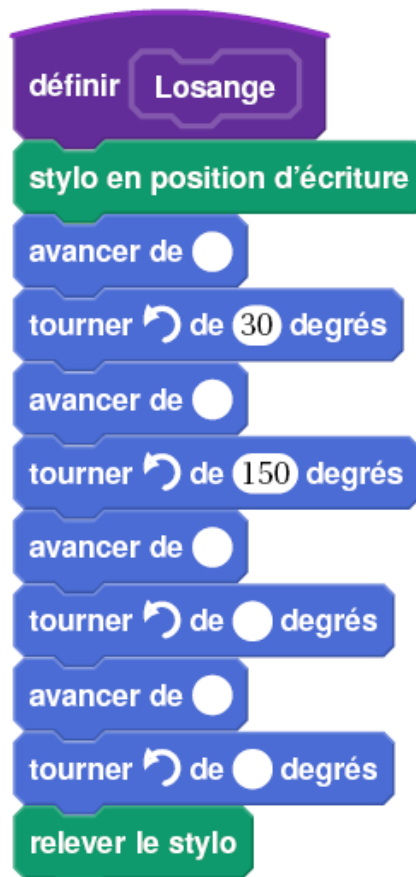 définir Losange
stylo en position d’écriture
avancer de
tourner de 30 degrés
avancer de
tourner de 150 degrés
avancer de
tourner de degrés
avancer de
tourner de degrés
relever le stylo